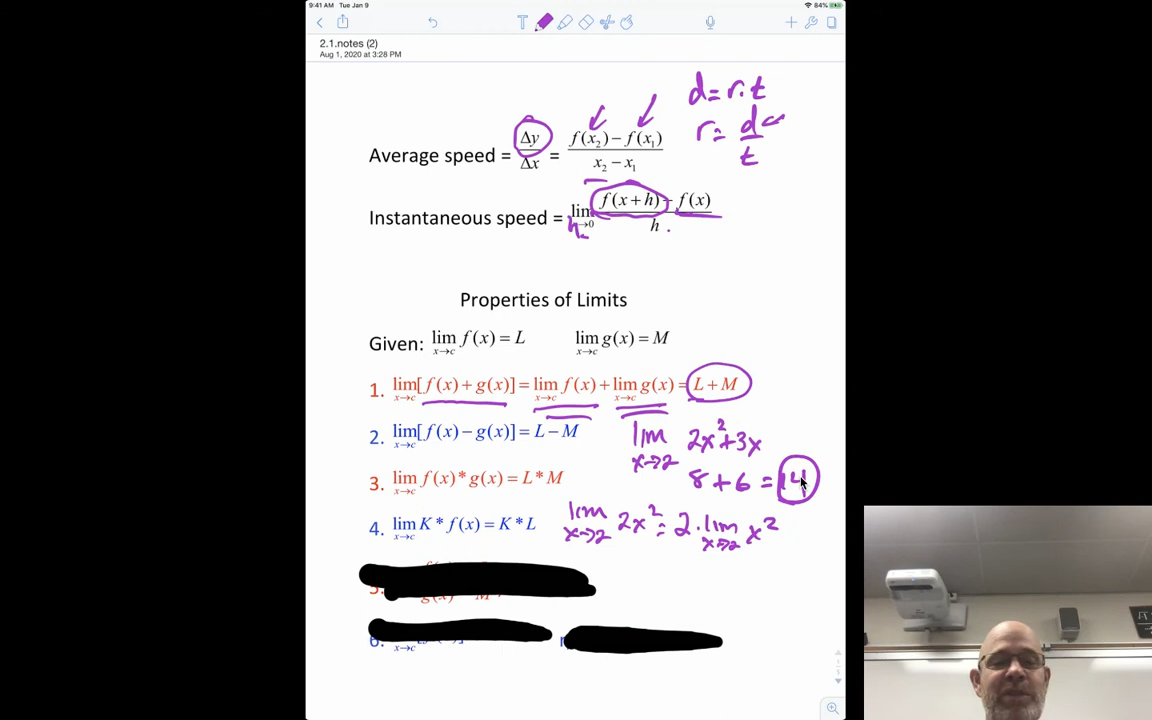 9:41 AM Tue Jan 9
84%
T
2.1.notes (2)
Aug 1, 2020 at 3:28 PM
d = r·t
r = d/t
Average speed = Δy/Δx = (f(x₂) − f(x₁))/(x₂ − x₁)
Instantaneous speed = lim h→0 (f(x + h) − f(x))/h
Properties of Limits
Given: lim x→c f(x) = L lim x→c g(x) = M
1. lim x→c [f(x) + g(x)] = lim x→c f(x) + lim x→c g(x) = L + M
2. lim x→c [f(x) − g(x)] = L − M
lim x→2 2x² + 3x
3. lim x→c f(x) * g(x) = L * M
8 + 6 = 14
4. lim x→c K * f(x) = K * L
lim x→2 2x² = 2 · lim x→2 x²
5. g(x) M
6. x→c